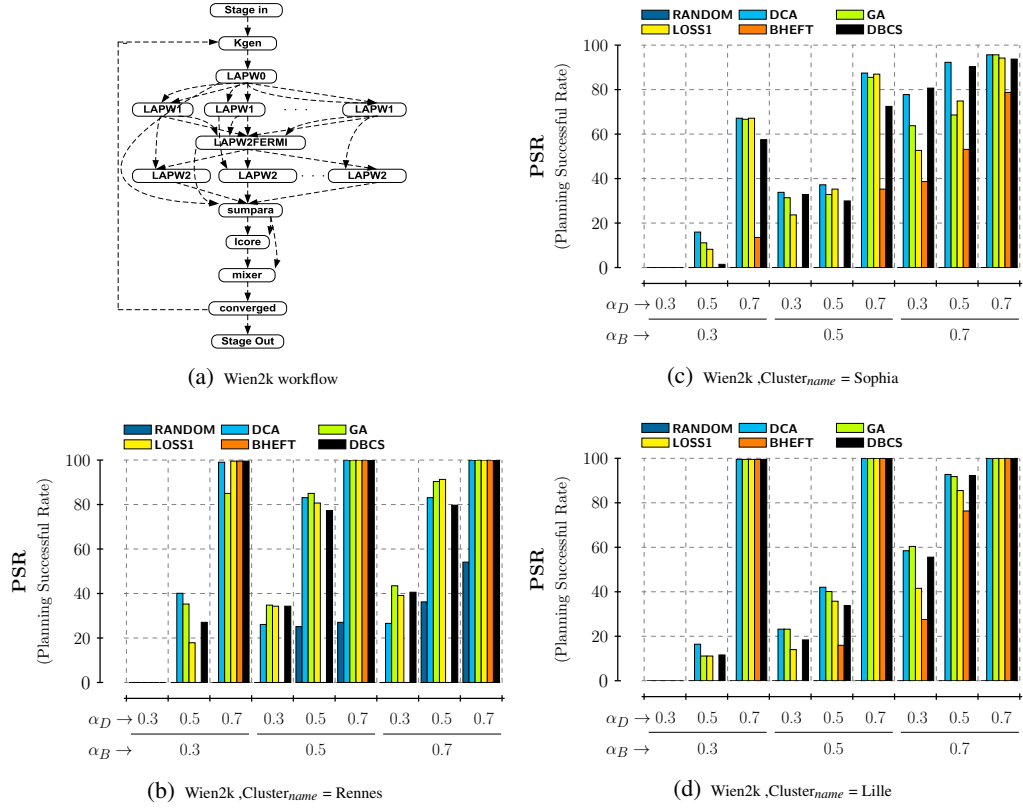 Stage in
Kgen
LAPW0
LAPW1 LAPW1 . . LAPW1
LAPW2FERMI
LAPW2 LAPW2 . . LAPW2
sumpara
lcore
mixer
converged
Stage Out
(a) Wien2k workflow
RANDOM DCA GA
LOSS1 BHEFT DBCS
PSR
(Planning Successful Rate)
100
80
60
40
20
0
α_D → 0.3 0.5 0.7 0.3 0.5 0.7 0.3 0.5 0.7
α_B → 0.3 0.5 0.7
(c) Wien2k ,Cluster_name = Sophia
RANDOM DCA GA
LOSS1 BHEFT DBCS
PSR
(Planning Successful Rate)
100
80
60
40
20
0
α_D → 0.3 0.5 0.7 0.3 0.5 0.7 0.3 0.5 0.7
α_B → 0.3 0.5 0.7
(b) Wien2k ,Cluster_name = Rennes
RANDOM DCA GA
LOSS1 BHEFT DBCS
PSR
(Planning Successful Rate)
100
80
60
40
20
0
α_D → 0.3 0.5 0.7 0.3 0.5 0.7 0.3 0.5 0.7
α_B → 0.3 0.5 0.7
(d) Wien2k ,Cluster_name = Lille